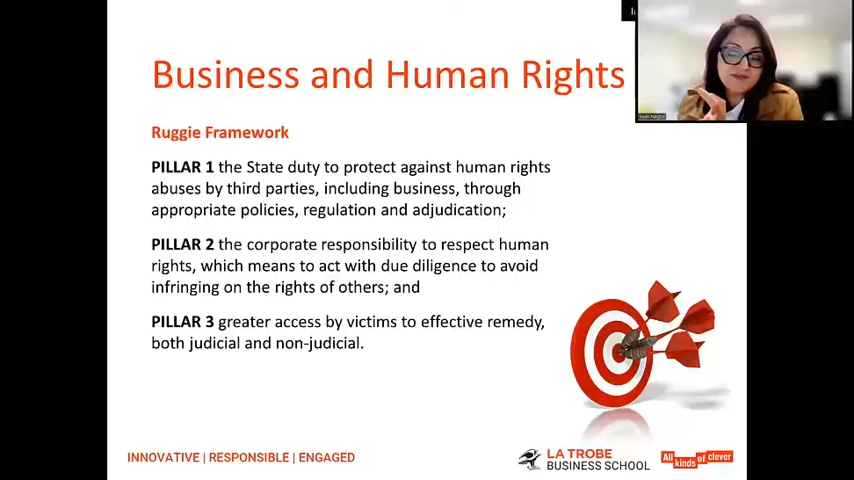 Business and Human Rights
Ruggie Framework
PILLAR 1 the State duty to protect against human rights
abuses by third parties, including business, through
appropriate policies, regulation and adjudication;
PILLAR 2 the corporate responsibility to respect human
rights, which means to act with due diligence to avoid
infringing on the rights of others; and
PILLAR 3 greater access by victims to effective remedy,
both judicial and non-judicial.
INNOVATIVE | RESPONSIBLE | ENGAGED
LA TROBE
BUSINESS SCHOOL
All kinds of clever